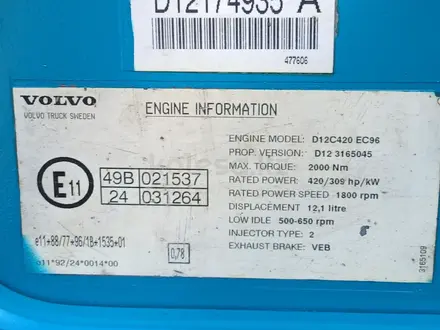 D12174935 A
477606
VOLVO
VOLVO TRUCK SWEDEN
ENGINE INFORMATION
ENGINE MODEL: D12C420 EC96
PROP. VERSION: D12 3165045
MAX. TORQUE: 2000 Nm
RATED POWER: 420/309 hp/kW
RATED POWER SPEED: 1800 rpm
DISPLACEMENT: 12,1 litre
LOW IDLE: 500-650 rpm
INJECTOR TYPE: 2
EXHAUST BRAKE: VEB
E11
49B 021537
24 031264
e11*88/77*96/1B*1535*01
e11*92/24*0014*00
0,78
3165109